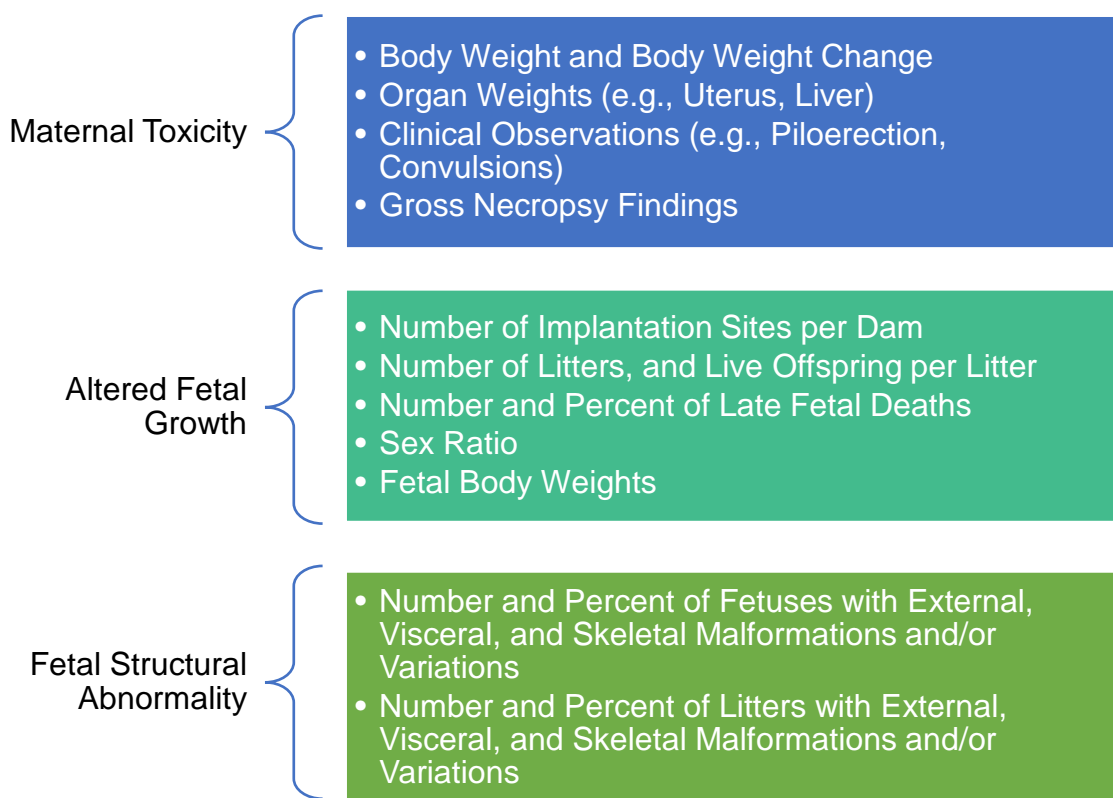 Maternal Toxicity
• Body Weight and Body Weight Change
• Organ Weights (e.g., Uterus, Liver)
• Clinical Observations (e.g., Piloerection,
Convulsions)
• Gross Necropsy Findings
Altered Fetal
Growth
• Number of Implantation Sites per Dam
• Number of Litters, and Live Offspring per Litter
• Number and Percent of Late Fetal Deaths
• Sex Ratio
• Fetal Body Weights
Fetal Structural
Abnormality
• Number and Percent of Fetuses with External,
Visceral, and Skeletal Malformations and/or
Variations
• Number and Percent of Litters with External,
Visceral, and Skeletal Malformations and/or
Variations